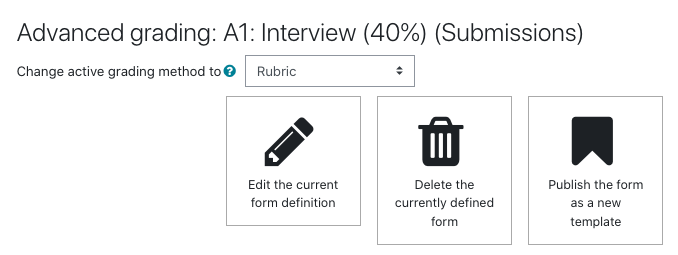 Advanced grading: A1: Interview (40%) (Submissions)
Change active grading method to
Rubric
Edit the current
form definition
Delete the
currently defined
form
Publish the form
as a new
template